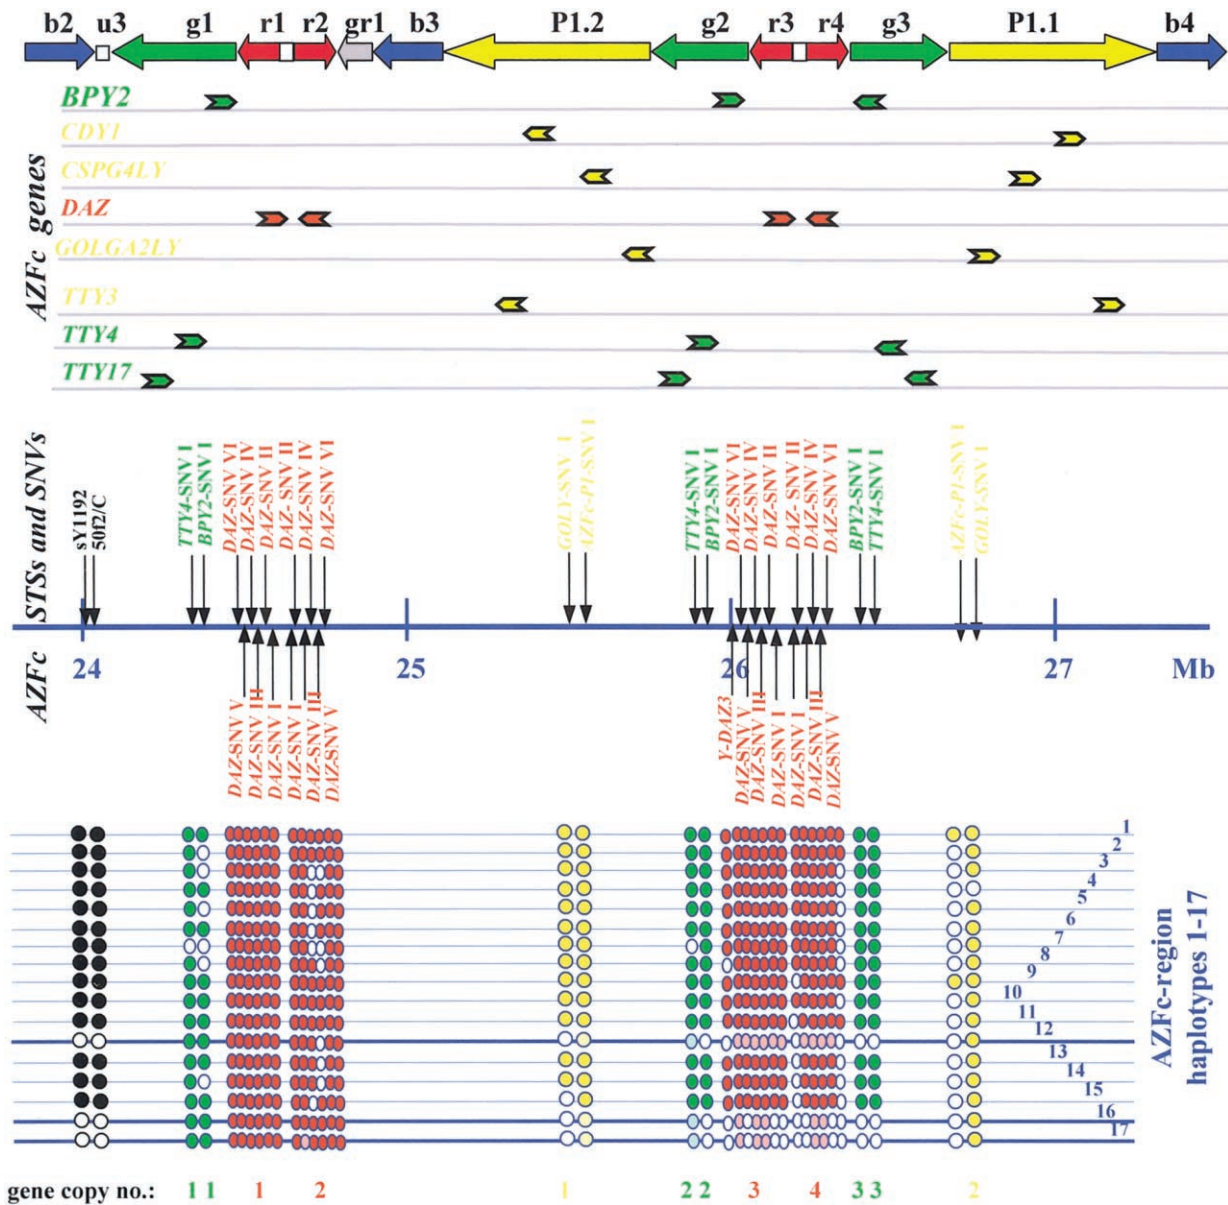 b2 u3 g1 r1 r2 gr1 b3 P1.2 g2 r3 r4 g3 P1.1 b4
AZFc genes
BPY2
CDY1
CSPG4LY
DAZ
GOLGA2LY
TTY3
TTY4
TTY17
AZFc STSs and SNVs
sY1192
50f2/C
TTY4-SNV I
BPY2-SNV I
DAZ-SNV VI
DAZ-SNV IV
DAZ-SNV II
DAZ- SNV II
DAZ-SNV IV
DAZ-SNV VI
GOLY-SNV I
AZFc-P1-SNV I
TTY4-SNV I
BPY2-SNV I
DAZ-SNV VI
DAZ-SNV IV
DAZ-SNV II
DAZ-SNV II
DAZ-SNV IV
DAZ-SNV VI
BPY2-SNV I
TTY4-SNV I
AZFc-P1-SNV I
GOLY-SNV I
24 25 26 27 Mb
DAZ-SNV V
DAZ-SNV III
DAZ-SNV I
DAZ-SNV I
DAZ-SNV III
DAZ-SNV V
Y-DAZ3
DAZ-SNV V
DAZ-SNV III
DAZ-SNV I
DAZ-SNV I
DAZ-SNV III
DAZ-SNV V
1
2
3
4
5
6
7
8
9
10
11
12
13
14
15
16
17
AZFc-region
haplotypes 1-17
gene copy no.: 1 1 1 2 1 2 2 3 4 3 3 2